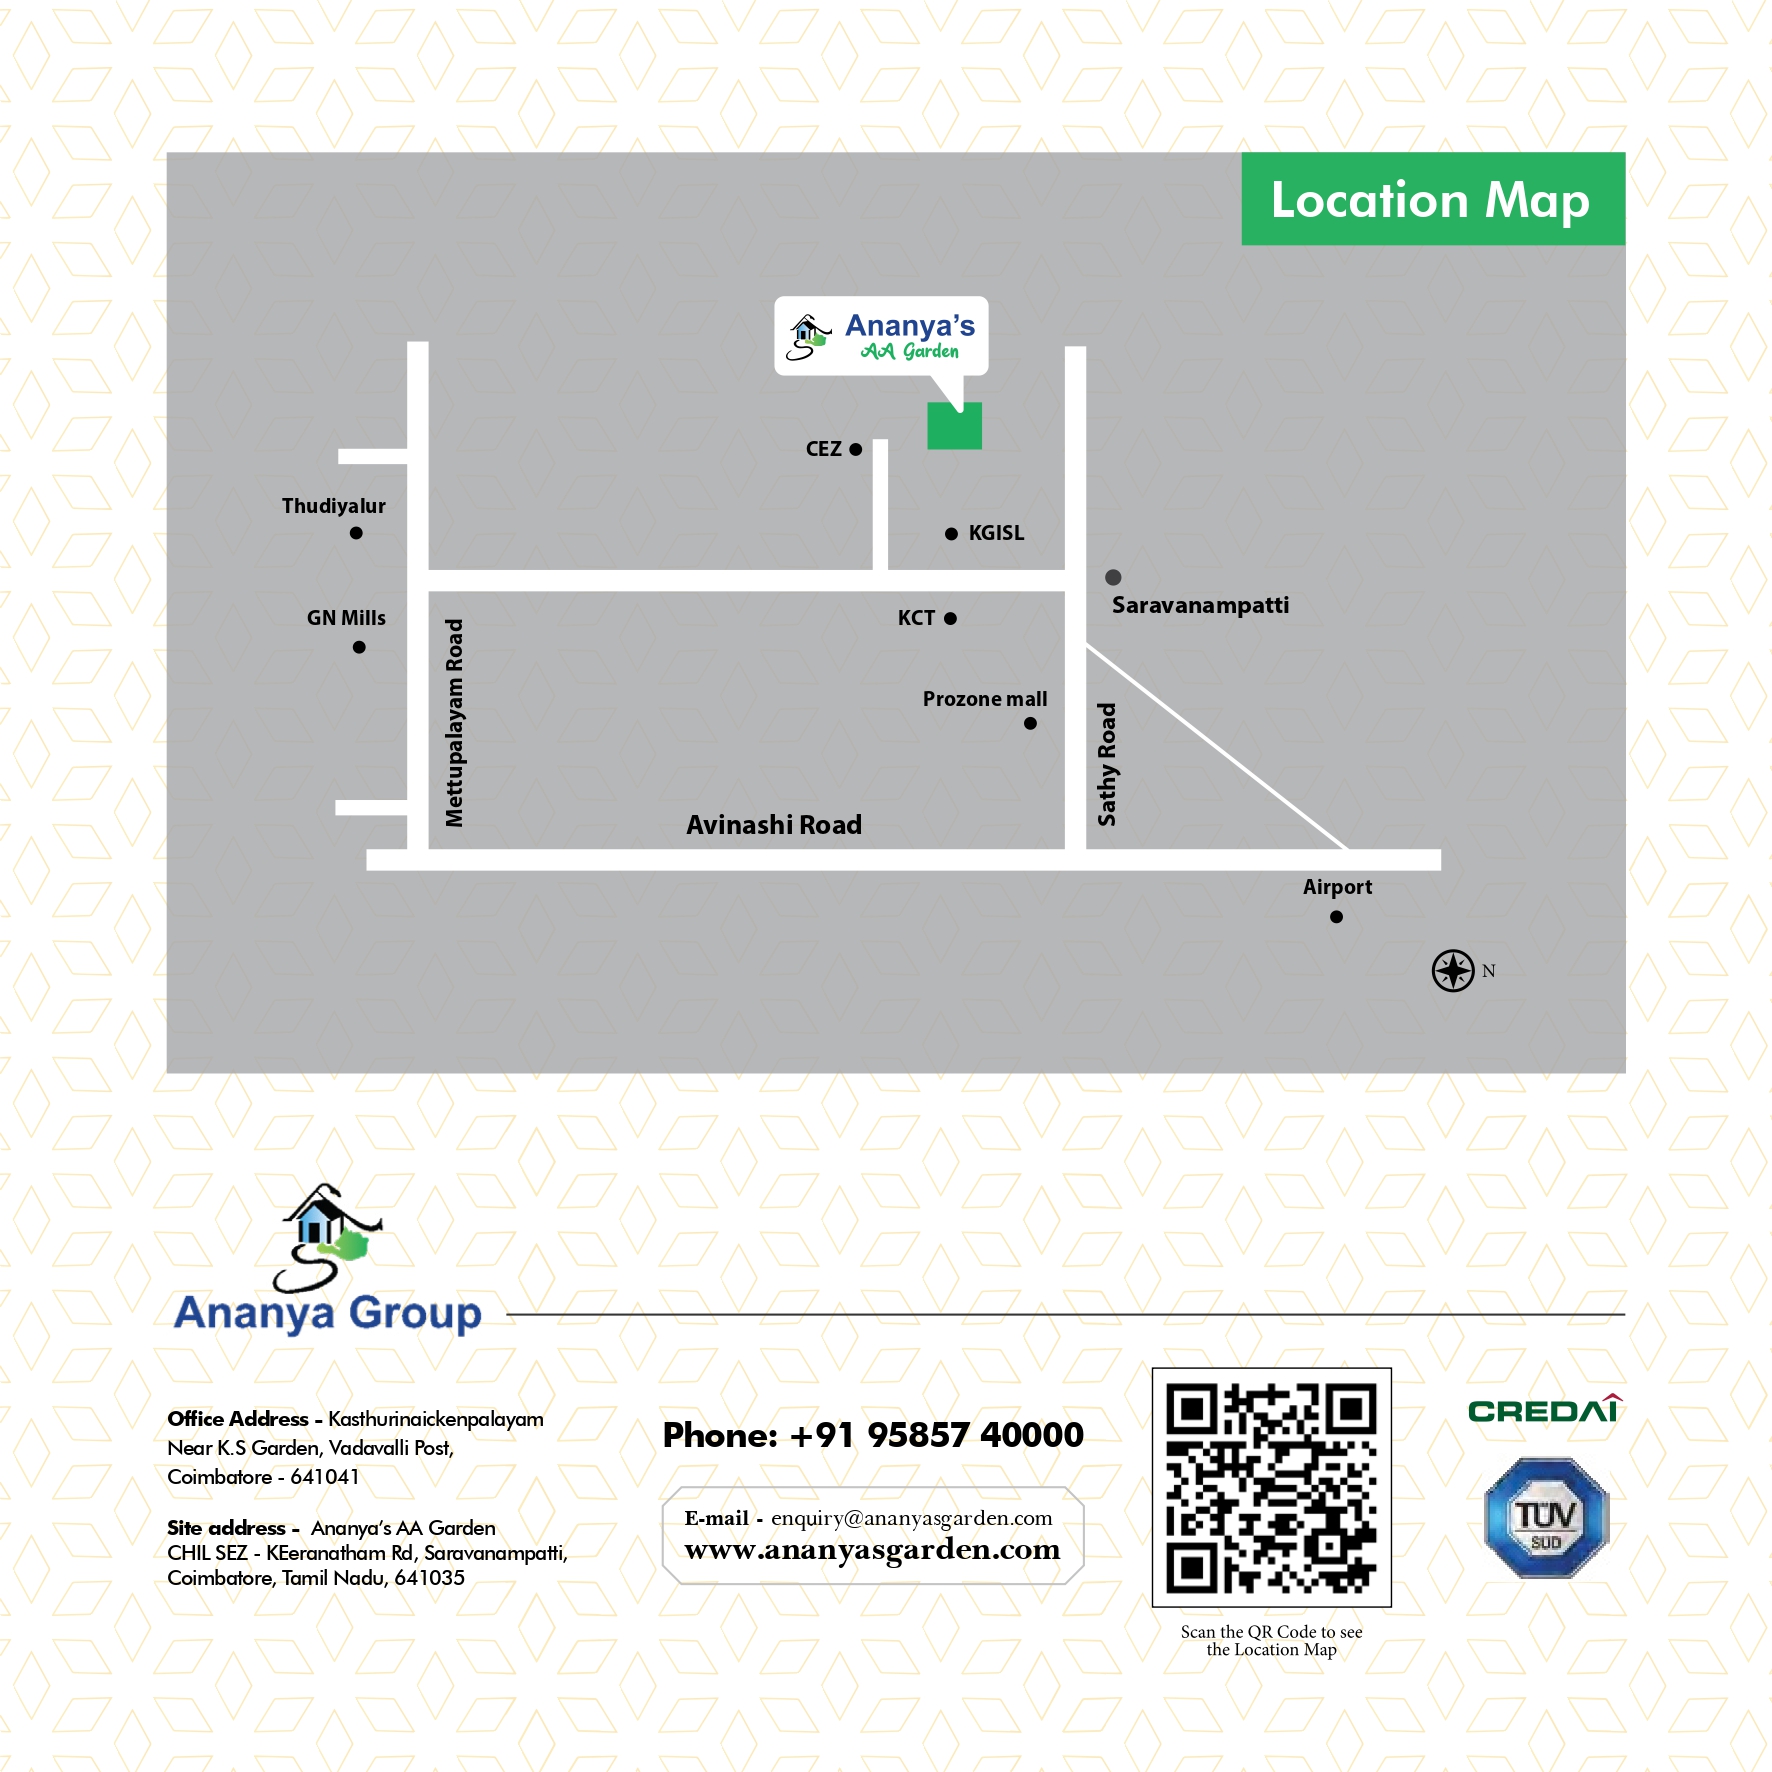 Location Map
Ananya's
AA Garden
CEZ
Thudiyalur
KGISL
Saravanampatti
GN Mills
KCT
Mettupalayam Road
Prozone mall
Sathy Road
Avinashi Road
Airport
N
Ananya Group
Office Address - Kasthurinaickenpalayam
Near K.S Garden, Vadavalli Post,
Coimbatore - 641041
Site address - Ananya's AA Garden
CHIL SEZ - KEeranatham Rd, Saravanampatti,
Coimbatore, Tamil Nadu, 641035
Phone: +91 95857 40000
E-mail - enquiry@ananyasgarden.com
www.ananyasgarden.com
Scan the QR Code to see
the Location Map
CREDAI
TÜV
SÜD